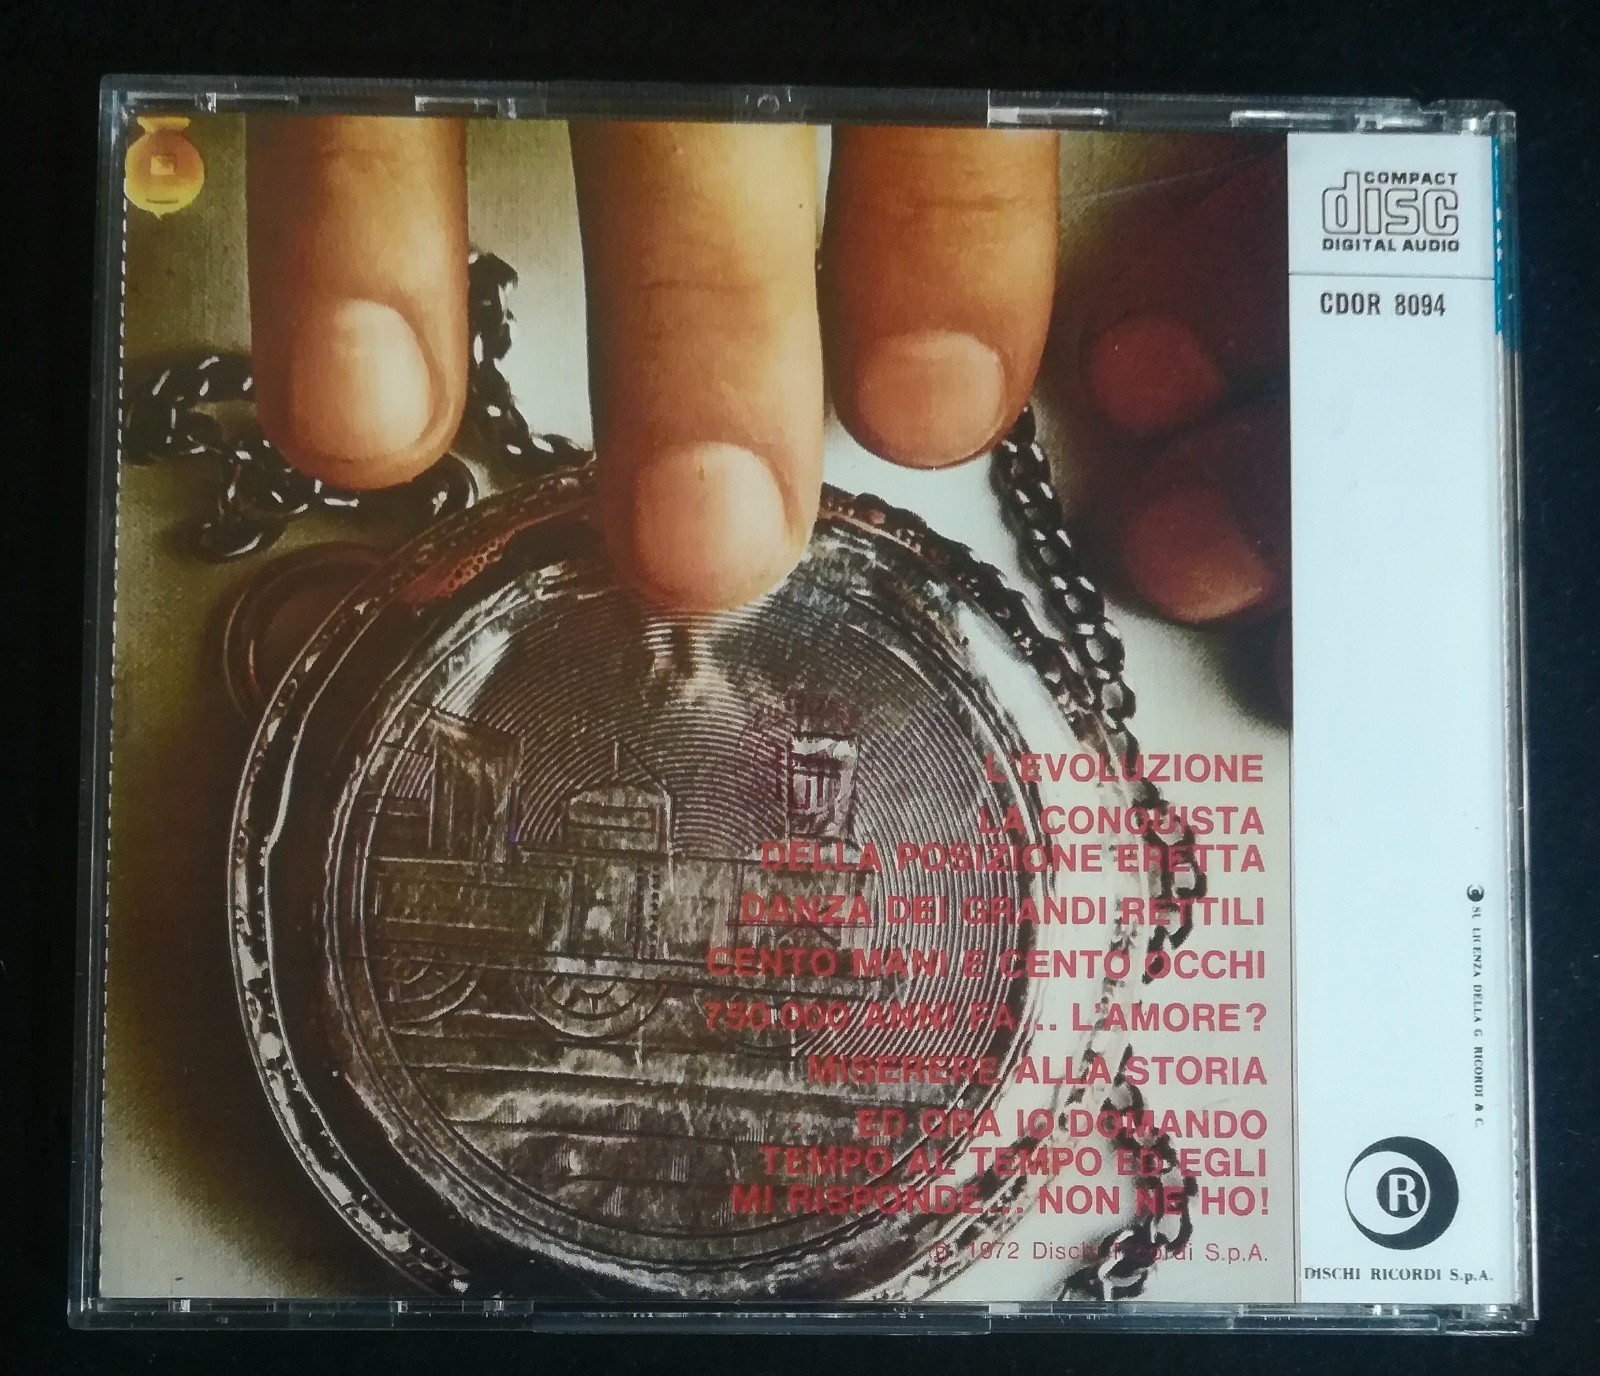 COMPACT
disc
DIGITAL AUDIO
CDOR 8094
L'EVOLUZIONE
LA CONQUISTA
DELLA POSIZIONE ERETTA
DANZA DEI GRANDI RETTILI
CENTO MANI E CENTO OCCHI
750.000 ANNI FA... L'AMORE?
MISERERE ALLA STORIA
ED ORA IO DOMANDO
TEMPO AL TEMPO ED EGLI
MI RISPONDE... NON NE HO!
℗ 1972 Dischi Ricordi S.p.A.
SU LICENZA DELLA G. RICORDI & C.
R
DISCHI RICORDI S.p.A.